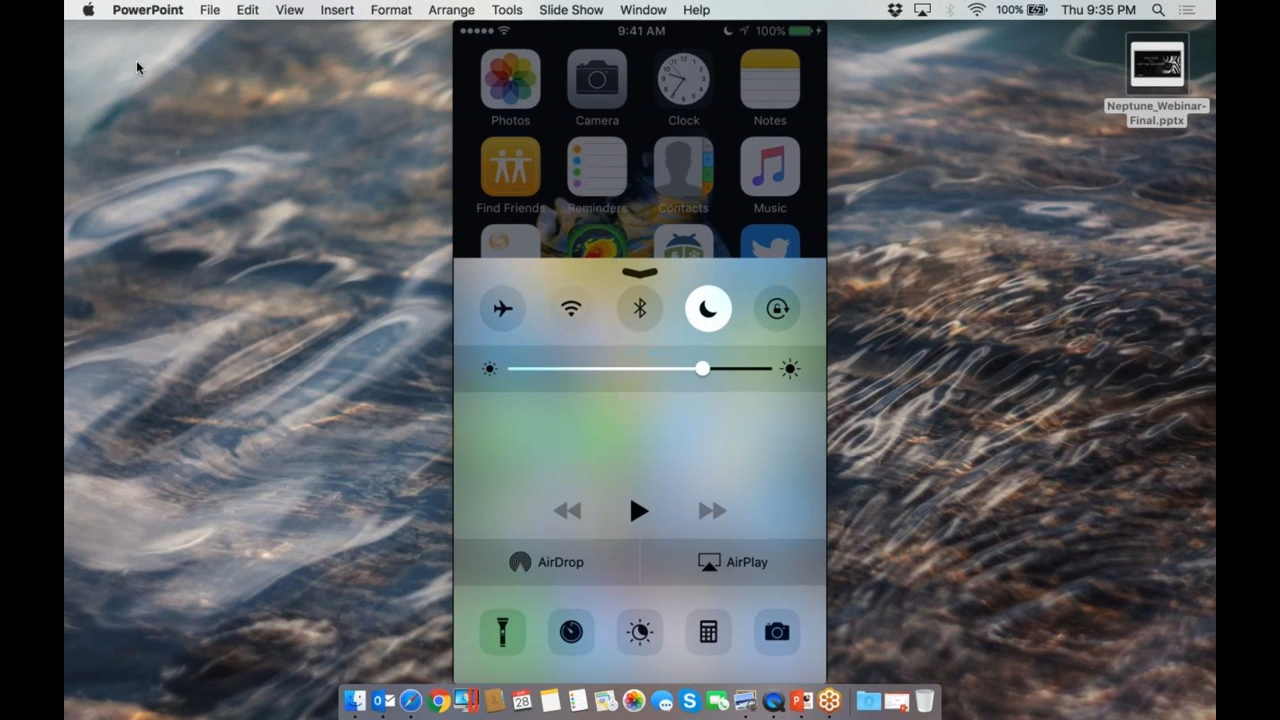 PowerPoint File Edit View Insert Format Arrange Tools Slide Show Window Help 100% Thu 9:35 PM
9:41 AM 100%
Photos Camera Clock Notes
Neptune_Webinar-
Final.pptx
Find Friends Reminders Contacts Music
AirDrop AirPlay
28